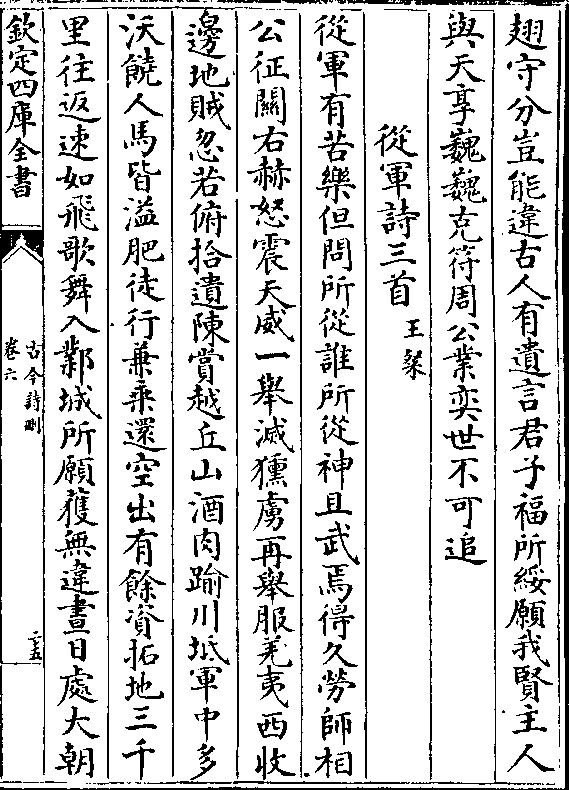 翅守分豈能違古人有遺言君子福所綏願我賢主人
與天享巍巍克符周公業奕世不可追
從軍詩三首 王粲
從軍有苦樂但問所從誰所從神且武焉得久勞師相
公征關右赫怒震天威一舉滅獯虜再舉服羌夷西收
邊地賊忽若俯拾遺陳賞越丘山酒肉踰川坻軍中多
沃饒人馬皆溢肥徒行兼乘還空出有餘資拓地三千
里往返速如飛歌舞入鄴城所願獲無違晝日處大朝
欽定四庫全書
古今詩刪
卷六
二十五